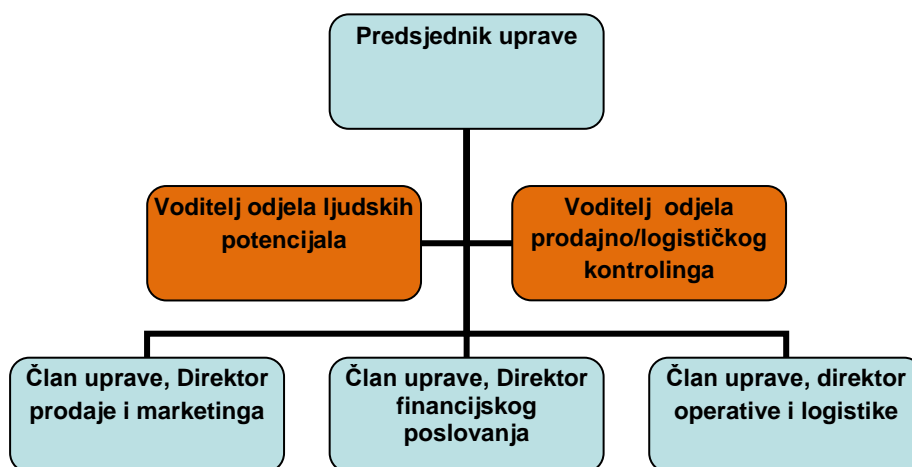 Predsjednik uprave
Voditelj odjela ljudskih
potencijala
Voditelj odjela
prodajno/logističkog
kontrolinga
Član uprave, Direktor
prodaje i marketinga
Član uprave, Direktor
financijskog
poslovanja
Član uprave, direktor
operative i logistike